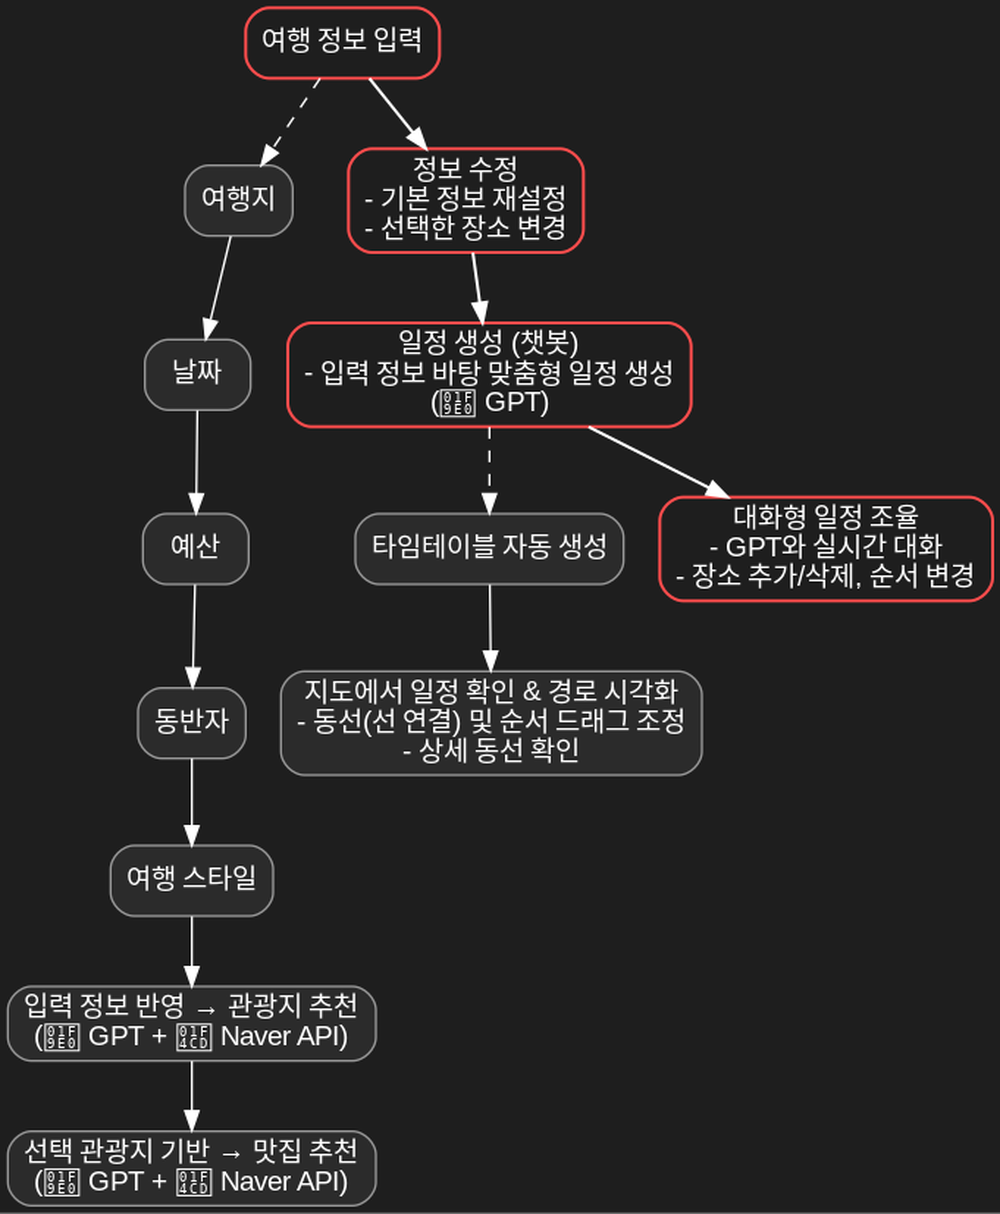 여행 정보 입력
여행지
정보 수정
- 기본 정보 재설정
- 선택한 장소 변경
날짜
일정 생성 (챗봇)
- 입력 정보 바탕 맞춤형 일정 생성
(01F9E0 GPT)
예산
타임테이블 자동 생성
대화형 일정 조율
- GPT와 실시간 대화
- 장소 추가/삭제, 순서 변경
동반자
지도에서 일정 확인 & 경로 시각화
- 동선(선 연결) 및 순서 드래그 조정
- 상세 동선 확인
여행 스타일
입력 정보 반영 → 관광지 추천
(01F9E0 GPT + 01F4CD Naver API)
선택 관광지 기반 → 맛집 추천
(01F9E0 GPT + 01F4CD Naver API)